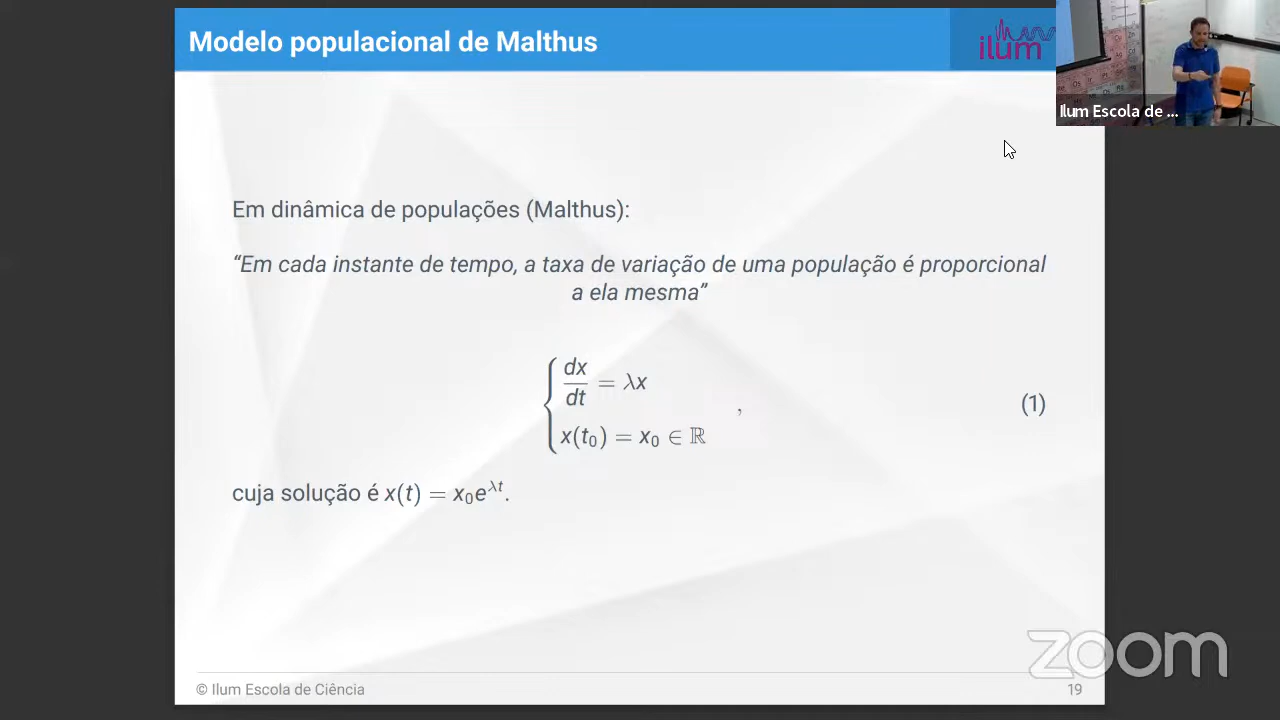 Modelo populacional de Malthus
ilum
Ilum Escola de ...
Em dinâmica de populações (Malthus):
“Em cada instante de tempo, a taxa de variação de uma população é proporcional
a ela mesma”
dx/dt = λx
x(t₀) = x₀ ∈ ℝ
, (1)
cuja solução é x(t) = x₀e^{λt}.
zoom
© Ilum Escola de Ciência
19